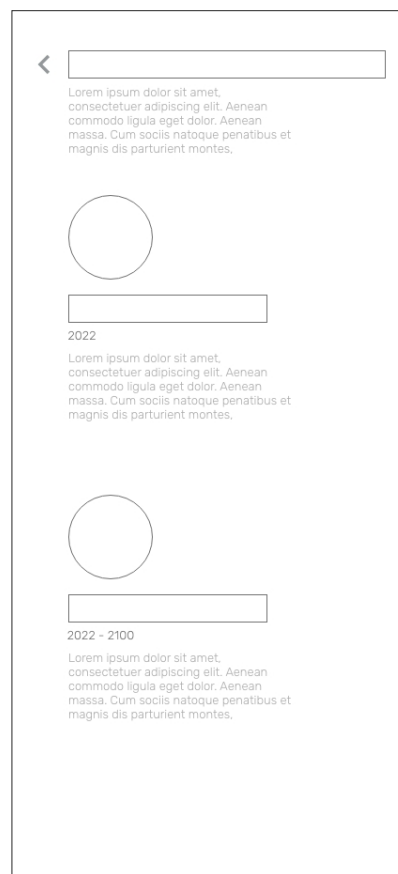 Lorem ipsum dolor sit amet,
consectetuer adipiscing elit. Aenean
commodo ligula eget dolor. Aenean
massa. Cum sociis natoque penatibus et
magnis dis parturient montes,
2022
Lorem ipsum dolor sit amet,
consectetuer adipiscing elit. Aenean
commodo ligula eget dolor. Aenean
massa. Cum sociis natoque penatibus et
magnis dis parturient montes,
2022 - 2100
Lorem ipsum dolor sit amet,
consectetuer adipiscing elit. Aenean
commodo ligula eget dolor. Aenean
massa. Cum sociis natoque penatibus et
magnis dis parturient montes,